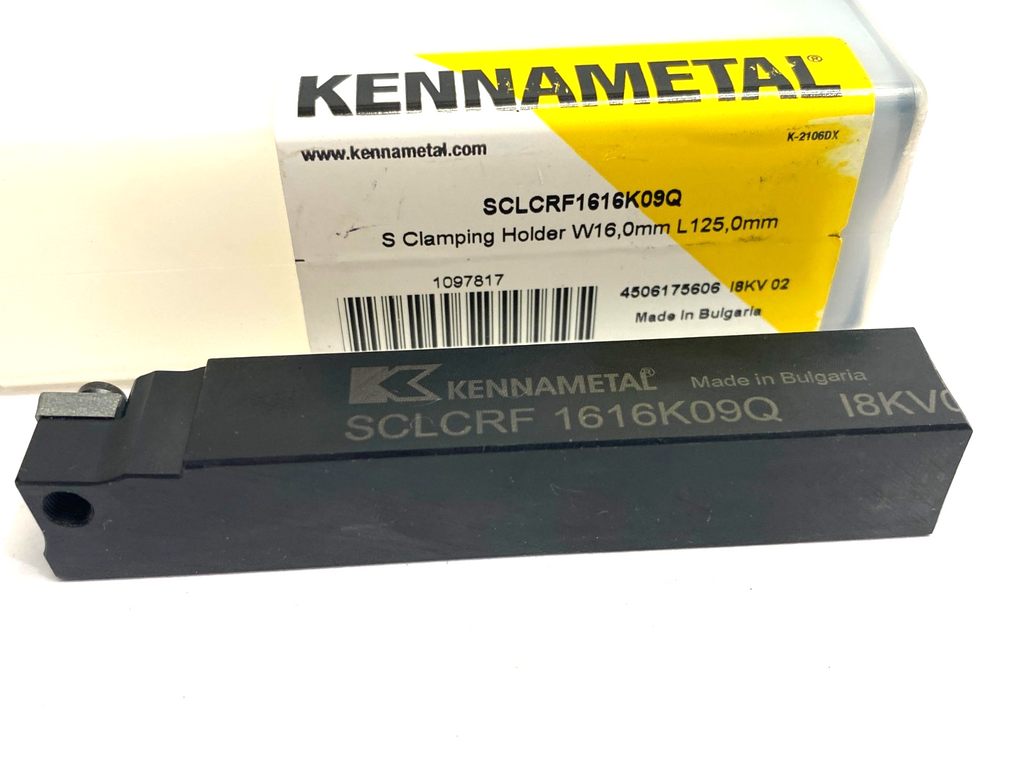 KENNAMETAL®
K-2106DX
www.kennametal.com
SCLCRF1616K09Q
S Clamping Holder W16,0mm L125,0mm
1097817
4506175606 I8KV 02
Made in Bulgaria
KENNAMETAL® Made in Bulgaria
SCLCRF 1616K09Q I8KV0